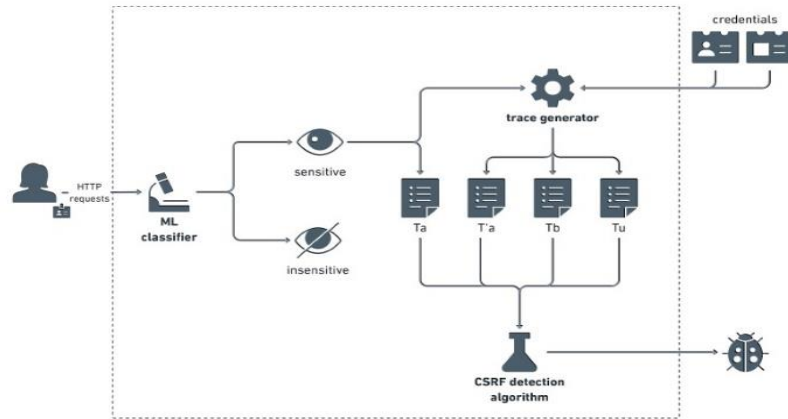 credentials
trace generator
sensitive
HTTP
requests
ML
classifier
Ta
T'a
Tb
Tu
insensitive
CSRF detection
algorithm